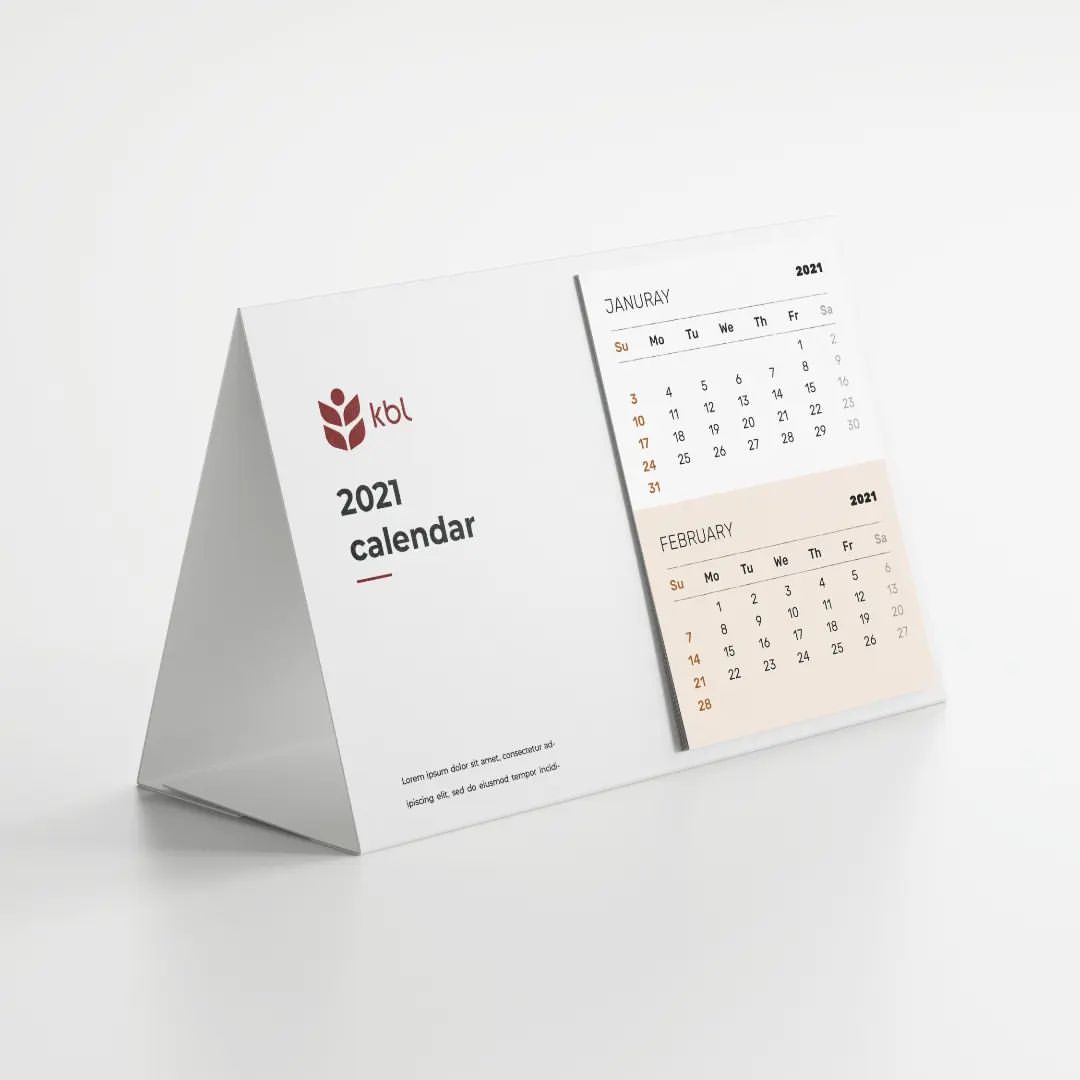 kbl
2021
calendar
Lorem ipsum dolor sit amet, consectetur ad-
ipiscing elit, sed do eiusmod tempor incidi-
2021
JANURAY
Su Mo Tu We Th Fr Sa
1 2
3 4 5 6 7 8 9
10 11 12 13 14 15 16
17 18 19 20 21 22 23
24 25 26 27 28 29 30
31
2021
FEBRUARY
Su Mo Tu We Th Fr Sa
1 2 3 4 5 6
7 8 9 10 11 12 13
14 15 16 17 18 19 20
21 22 23 24 25 26 27
28